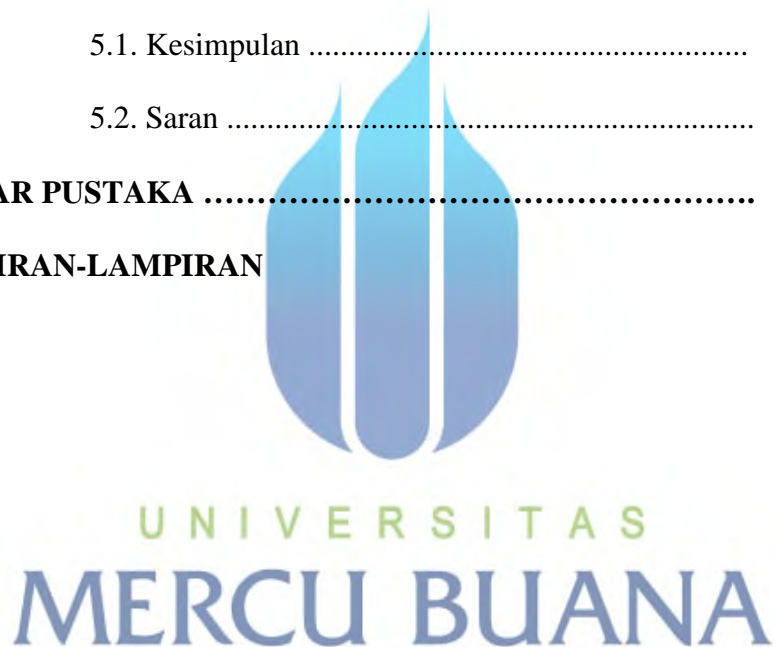 5.1. Kesimpulan .......................................................
5.2. Saran ..................................................................
AR PUSTAKA …………………………………………………..
IRAN-LAMPIRAN
UNIVERSITAS
MERCU BUANA